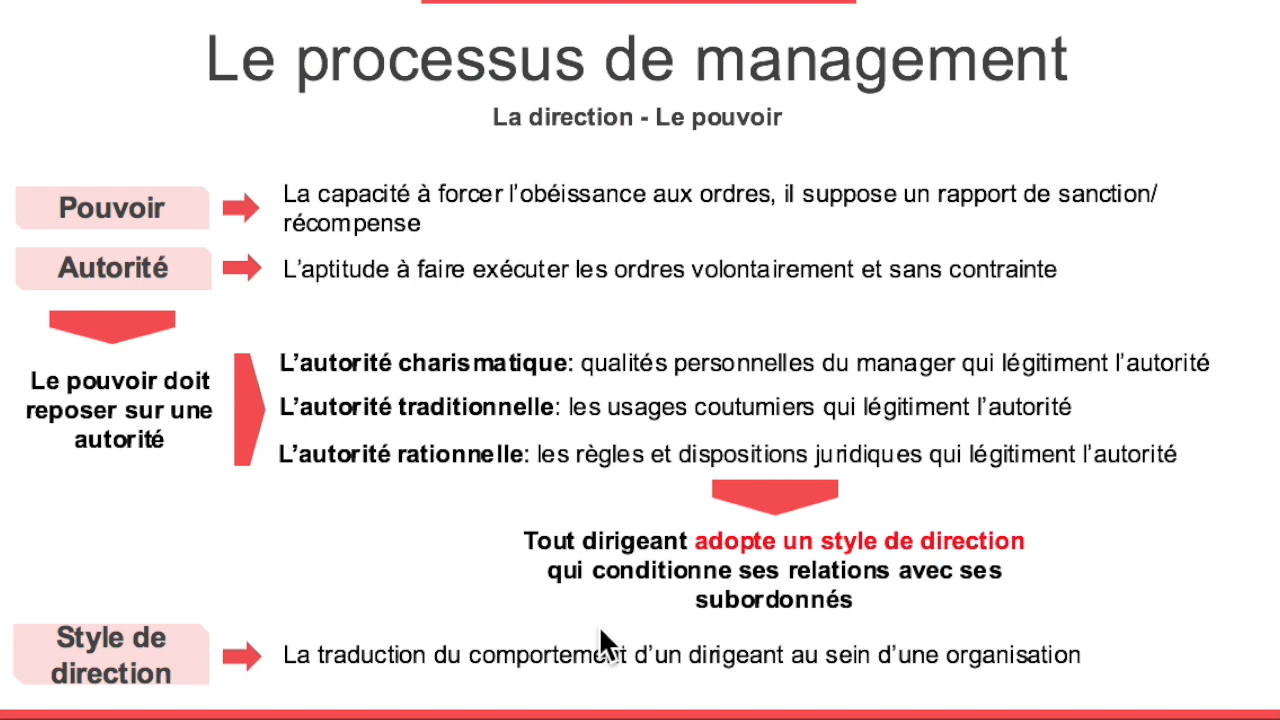 Le processus de management
La direction - Le pouvoir
Pouvoir
La capacité à forcer l'obéissance aux ordres, il suppose un rapport de sanction/
récompense
Autorité
L'aptitude à faire exécuter les ordres volontairement et sans contrainte
Le pouvoir doit
reposer sur une
autorité
L'autorité charismatique: qualités personnelles du manager qui légitiment l'autorité
L'autorité traditionnelle: les usages coutumiers qui légitiment l'autorité
L'autorité rationnelle: les règles et dispositions juridiques qui légitiment l'autorité
Tout dirigeant adopte un style de direction
qui conditionne ses relations avec ses
subordonnés
Style de
direction
La traduction du comportement d'un dirigeant au sein d'une organisation